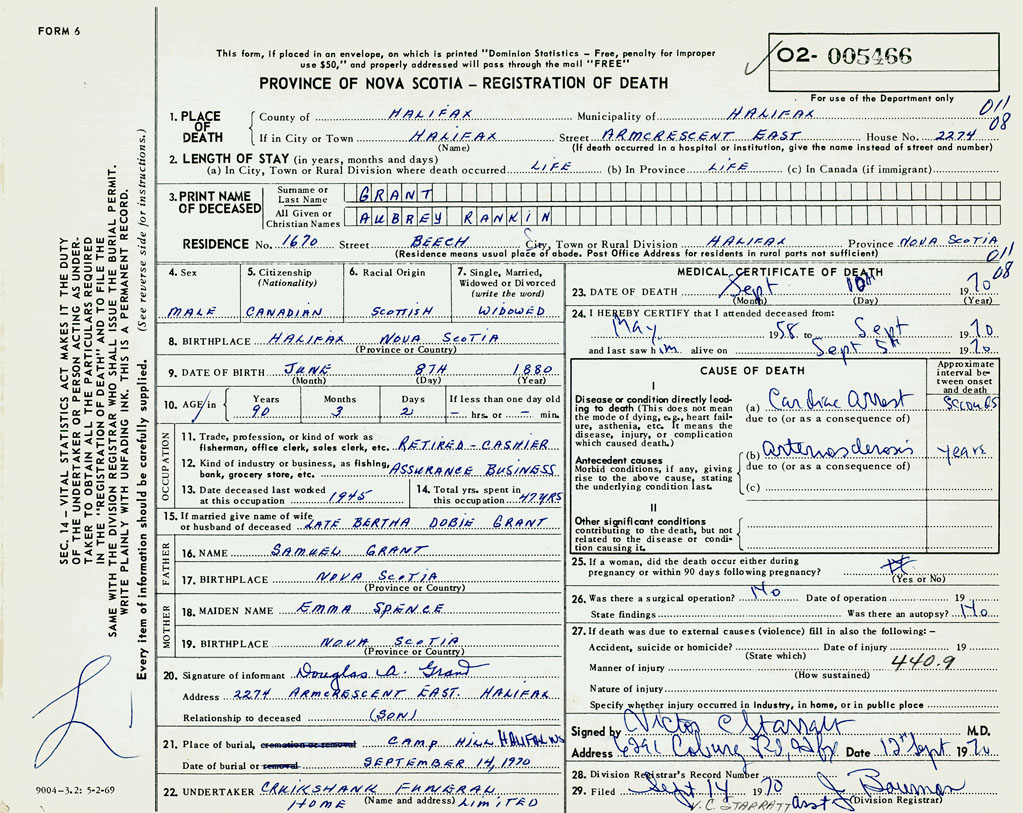 FORM 6
This form, if placed in an envelope, on which is printed "Dominion Statistics – Free, penalty for improper
use $50," and properly addressed will pass through the mail "FREE"
02- 005466
PROVINCE OF NOVA SCOTIA – REGISTRATION OF DEATH
For use of the Department only
011
08
1. PLACE OF DEATH
County of HALIFAX Municipality of HALIFAX
If in City or Town HALIFAX Street ARMCRESCENT EAST House No. 2274
(Name) (If death occurred in a hospital or institution, give the name instead of street and number)
2. LENGTH OF STAY (in years, months and days)
(a) In City, Town or Rural Division where death occurred LIFE (b) In Province LIFE (c) In Canada (if immigrant)
3. PRINT NAME OF DECEASED
Surname or Last Name GRANT
All Given or Christian Names AUBREY RANKIN
RESIDENCE No. 1670 Street BEECH City, Town or Rural Division HALIFAX Province NOVA SCOTIA
(Residence means usual place of abode. Post Office Address for residents in rural parts not sufficient)
011
08
4. Sex
MALE
5. Citizenship
(Nationality)
CANADIAN
6. Racial Origin
SCOTTISH
7. Single, Married,
Widowed or Divorced
(write the word)
WIDOWED
8. BIRTHPLACE HALIFAX NOVA SCOTIA
(Province or Country)
9. DATE OF BIRTH JUNE 8TH 1880
(Month) (Day) (Year)
10. AGE in Years Months Days If less than one day old
90 3 2 – hrs. or – min.
OCCUPATION
11. Trade, profession, or kind of work as
fisherman, office clerk, sales clerk, etc. RETIRED - CASHIER
12. Kind of industry or business, as fishing,
bank, grocery store, etc. ASSURANCE BUSINESS
13. Date deceased last worked
at this occupation 1945
14. Total yrs. spent in
this occupation 47 YRS
15. If married give name of wife
or husband of deceased LATE BERTHA DOBIE GRANT
FATHER
16. NAME SAMUEL GRANT
17. BIRTHPLACE NOVA SCOTIA
(Province or Country)
MOTHER
18. MAIDEN NAME EMMA SPENCE
19. BIRTHPLACE NOVA SCOTIA
(Province or Country)
20. Signature of informant Douglas A. Grant
Address 2274 ARMCRESCENT EAST. HALIFAX
Relationship to deceased (SON)
21. Place of burial, cremation or removal CAMP HILL HALIFAX NS
Date of burial or removal SEPTEMBER 14, 1970
22. UNDERTAKER CRUIKSHANK FUNERAL
HOME (Name and address) LIMITED
MEDICAL CERTIFICATE OF DEATH
23. DATE OF DEATH Sept 10th 1970
(Month) (Day) (Year)
24. I HEREBY CERTIFY that I attended deceased from:
May 1958 to Sept 1970
and last saw him alive on Sept 5th 1970
CAUSE OF DEATH
Approximate
interval be-
tween onset
and death
I
Disease or condition directly lead-
ing to death (This does not mean
the mode of dying, e.g., heart fail-
ure, asthenia, etc. It means the
disease, injury, or complication
which caused death.)
(a) Cardiac Arrest seconds
due to (or as a consequence of)
Antecedent causes
Morbid conditions, if any, giving
rise to the above cause, stating
the underlying condition last.
(b) Arteriosclerosis years
due to (or as a consequence of)
(c)
II
Other significant conditions
contributing to the death, but not
related to the disease or condi-
tion causing it.
25. If a woman, did the death occur either during
pregnancy or within 90 days following pregnancy?
(Yes or No)
26. Was there a surgical operation? No Date of operation 19
State findings Was there an autopsy? No
27. If death was due to external causes (violence) fill in also the following: –
Accident, suicide or homicide? Date of injury 19
(State which)
440.9
Manner of injury
(How sustained)
Nature of injury
Specify whether injury occurred in industry, in home, or in public place
Signed by Victor C Starratt M.D.
Address 6291 Coburg Rd, Hfx Date 12th Sept 1970
28. Division Registrar's Record Number
29. Filed Sept 14 1970 J Bauman
V.C. STARRATT Asst (Division Registrar)
9004-3.2: 5-2-69
SEC. 14 – VITAL STATISTICS ACT MAKES IT THE DUTY
OF THE UNDERTAKER OR PERSON ACTING AS UNDER-
TAKER TO OBTAIN ALL THE PARTICULARS REQUIRED
IN THE "REGISTRATION OF DEATH" AND TO FILE THE
SAME WITH THE DIVISION REGISTRAR WHO SHALL ISSUE THE BURIAL PERMIT.
WRITE PLAINLY WITH UNFADING INK. THIS IS A PERMANENT RECORD.
Every item of information should be carefully supplied. (See reverse side for instructions.)